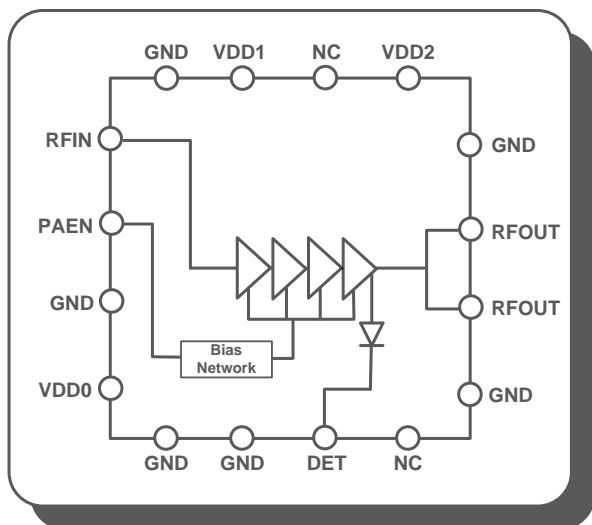 GND VDD1 NC VDD2
RFIN
GND
PAEN
RFOUT
GND
RFOUT
Bias
Network
VDD0
GND
GND GND DET NC